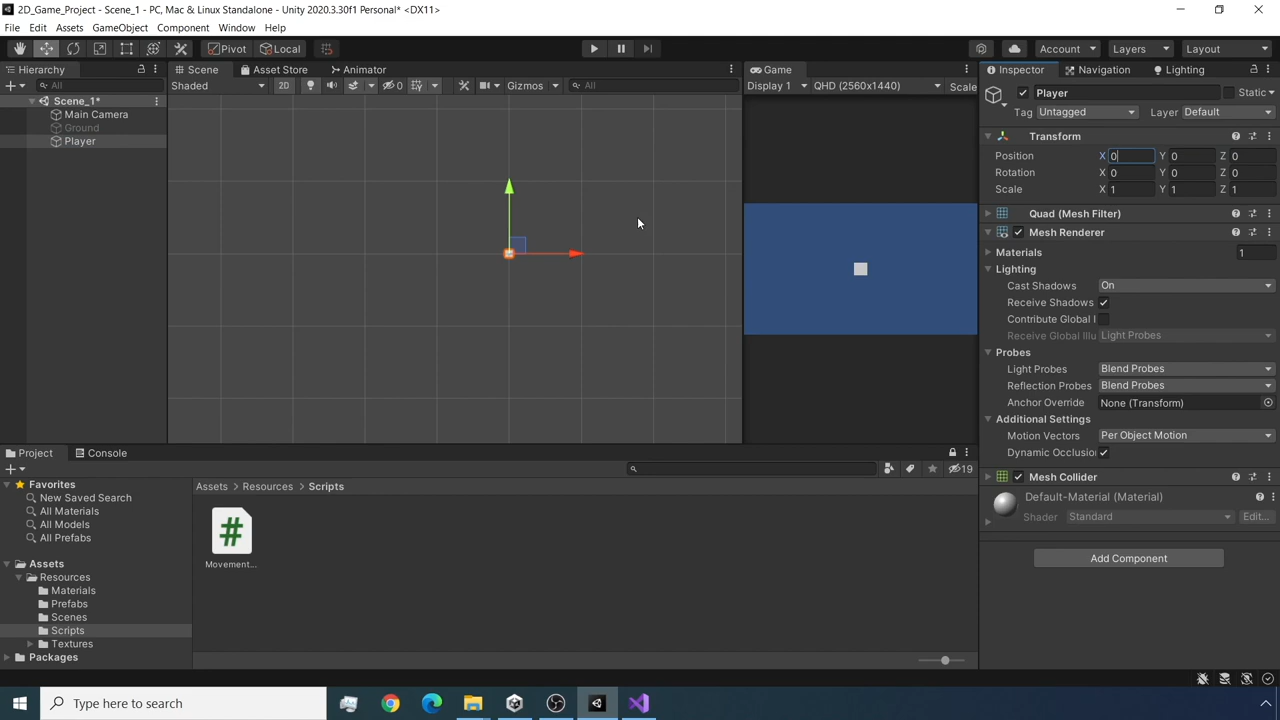 2D_Game_Project - Scene_1 - PC, Mac & Linux Standalone - Unity 2020.3.30f1 Personal* <DX11>
File Edit Assets GameObject Component Window Help
Pivot Local Account Layers Layout
Hierarchy
All
Scene_1*
Main Camera
Ground
Player
Scene Asset Store Animator
Shaded 2D 0 Gizmos All
Game
Display 1 QHD (2560x1440) Scale
Inspector Navigation Lighting
Player Static
Tag Untagged Layer Default
Transform
Position X 0 Y 0 Z 0
Rotation X 0 Y 0 Z 0
Scale X 1 Y 1 Z 1
Quad (Mesh Filter)
Mesh Renderer
Materials 1
Lighting
Cast Shadows On
Receive Shadows
Contribute Global I
Receive Global Illu Light Probes
Probes
Light Probes Blend Probes
Reflection Probes Blend Probes
Anchor Override None (Transform)
Additional Settings
Motion Vectors Per Object Motion
Dynamic Occlusion
Mesh Collider
Default-Material (Material)
Shader Standard Edit...
Add Component
Project Console
19
Favorites
New Saved Search
All Materials
All Models
All Prefabs
Assets
Resources
Materials
Prefabs
Scenes
Scripts
Textures
Packages
Assets > Resources > Scripts
#
Movement...
Type here to search